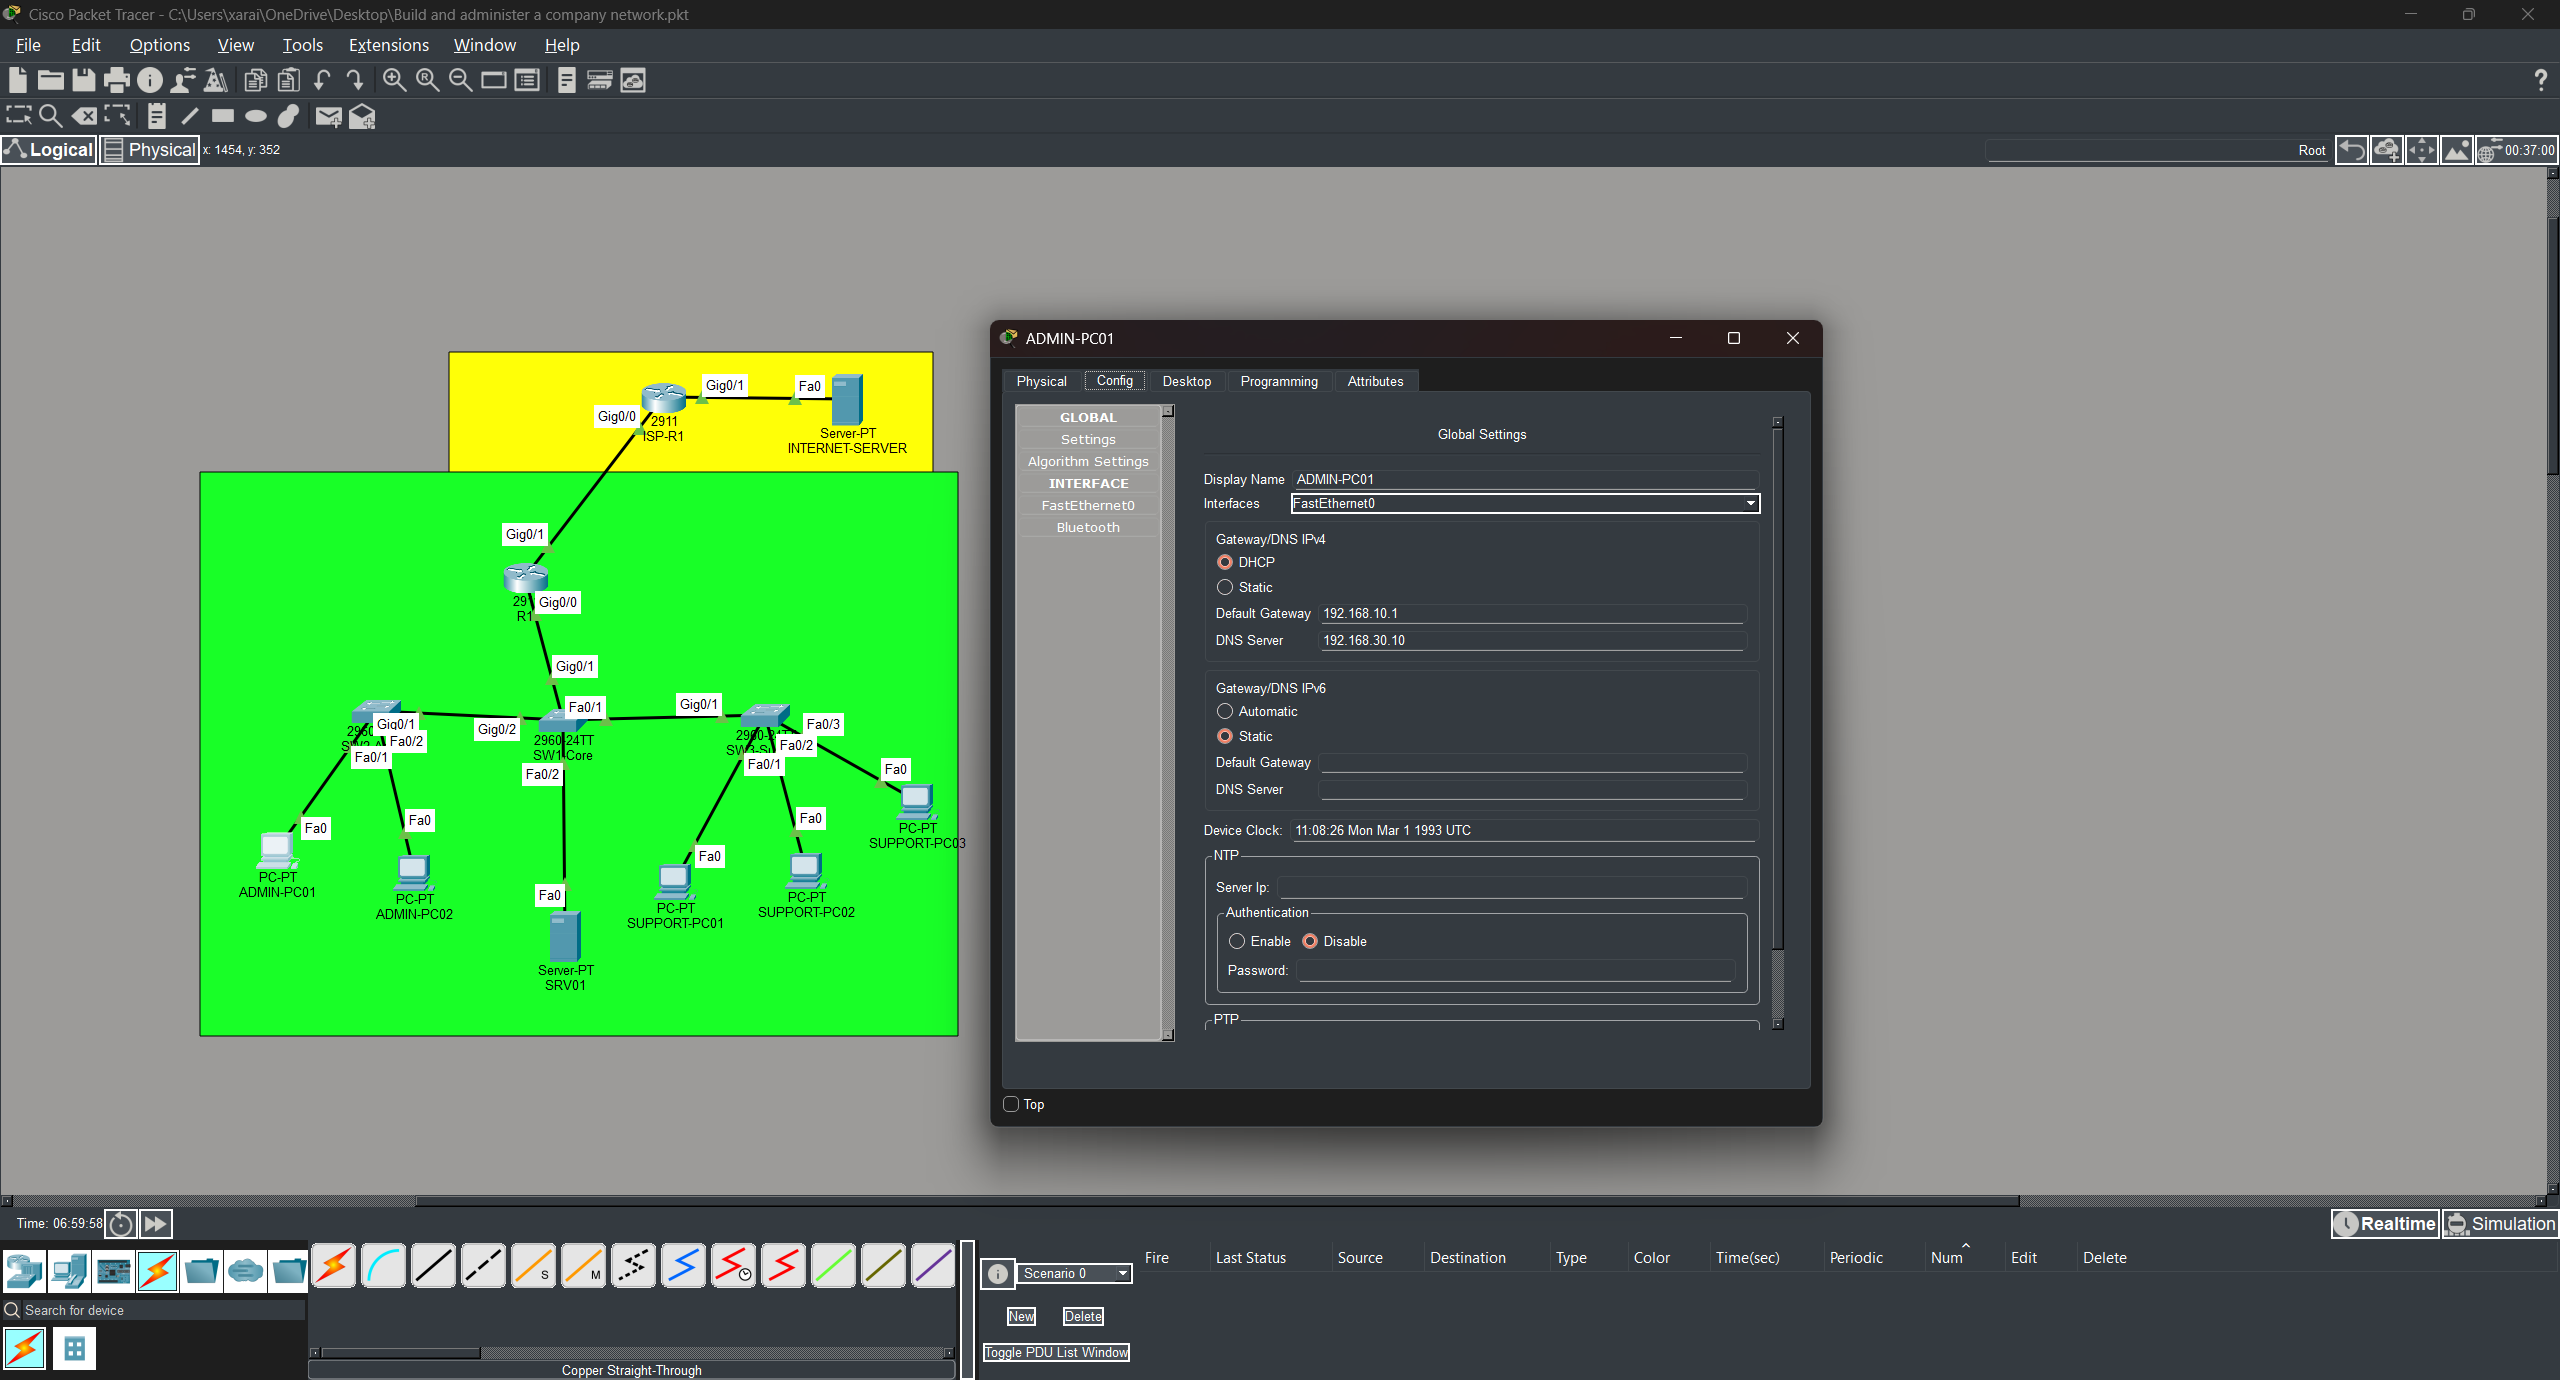 Cisco Packet Tracer - C:\Users\xarai\OneDrive\Desktop\Build and administer a company network.pkt
File Edit Options View Tools Extensions Window Help
Logical Physical x: 1454, y: 352 Root 00:37:00
Gig0/1 Fa0
Gig0/0
2911
ISP-R1
Server-PT
INTERNET-SERVER
Gig0/1
Gig0/0
R1
Gig0/1
Fa0/1
Gig0/1
Gig0/1
Gig0/2
Fa0/2
Fa0/1
2960-24TT
SW1-Core
Fa0/2
Fa0/3
Fa0/2
Fa0/1
Fa0
PC-PT
SUPPORT-PC03
Fa0
PC-PT
ADMIN-PC01
Fa0
PC-PT
ADMIN-PC02
Fa0
Server-PT
SRV01
Fa0
PC-PT
SUPPORT-PC01
Fa0
PC-PT
SUPPORT-PC02
ADMIN-PC01
Physical Config Desktop Programming Attributes
GLOBAL
Settings
Algorithm Settings
INTERFACE
FastEthernet0
Bluetooth
Global Settings
Display Name ADMIN-PC01
Interfaces FastEthernet0
Gateway/DNS IPv4
DHCP
Static
Default Gateway 192.168.10.1
DNS Server 192.168.30.10
Gateway/DNS IPv6
Automatic
Static
Default Gateway
DNS Server
Device Clock: 11:08:26 Mon Mar 1 1993 UTC
NTP
Server Ip:
Authentication
Enable Disable
Password:
PTP
Top
Time: 06:59:58 Realtime Simulation
S M
Search for device
Copper Straight-Through
Scenario 0
New Delete
Toggle PDU List Window
Fire Last Status Source Destination Type Color Time(sec) Periodic Num Edit Delete